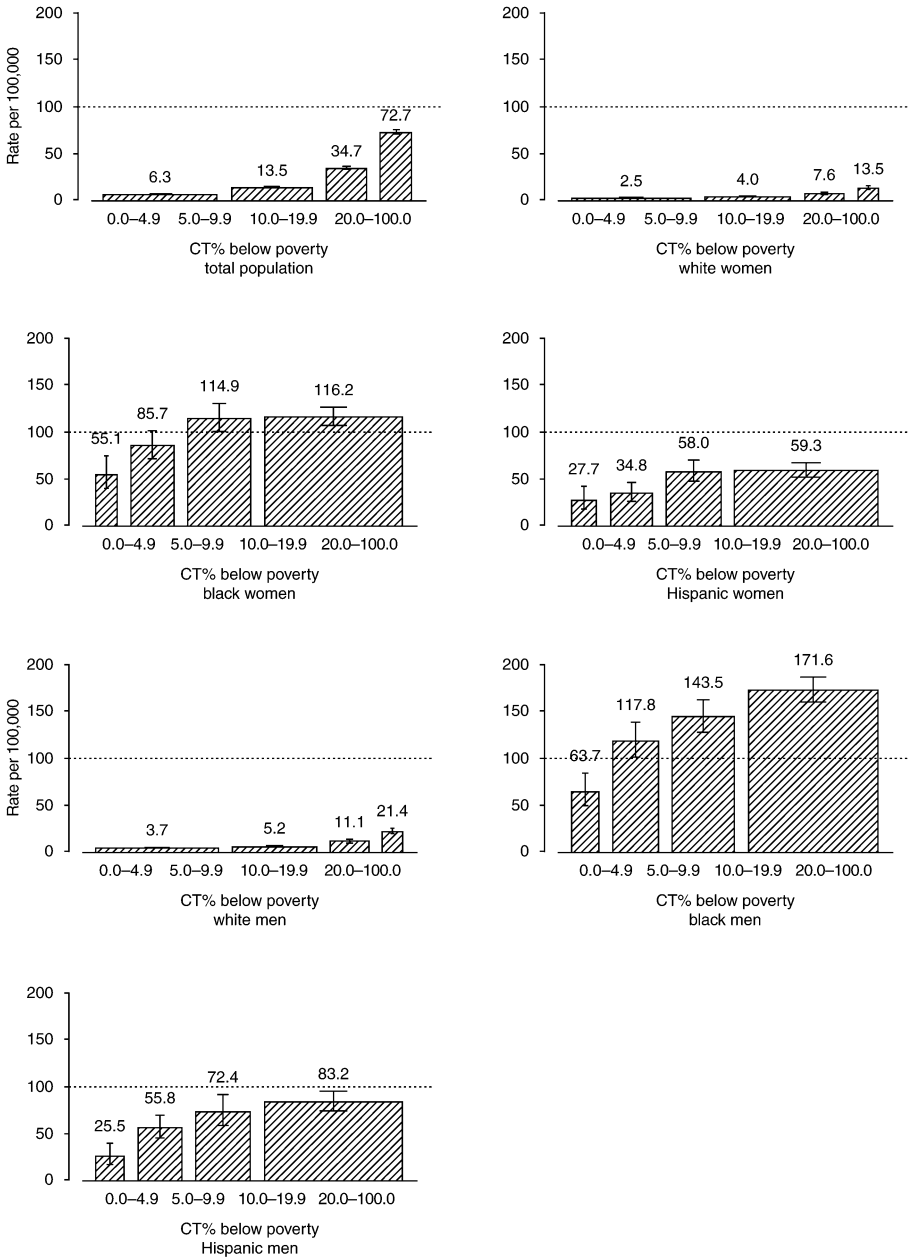 200
150
100
50
0
Rate per 100,000
6.3
13.5
34.7
72.7
0.0–4.9 5.0–9.9 10.0–19.9 20.0–100.0
CT% below poverty
total population
200
150
100
50
0
2.5
4.0
7.6
13.5
0.0–4.9 5.0–9.9 10.0–19.9 20.0–100.0
CT% below poverty
white women
200
150
100
50
0
55.1
85.7
114.9
116.2
0.0–4.9 5.0–9.9 10.0–19.9 20.0–100.0
CT% below poverty
black women
200
150
100
50
0
27.7
34.8
58.0
59.3
0.0–4.9 5.0–9.9 10.0–19.9 20.0–100.0
CT% below poverty
Hispanic women
200
150
100
50
0
Rate per 100,000
3.7
5.2
11.1
21.4
0.0–4.9 5.0–9.9 10.0–19.9 20.0–100.0
CT% below poverty
white men
200
150
100
50
0
63.7
117.8
143.5
171.6
0.0–4.9 5.0–9.9 10.0–19.9 20.0–100.0
CT% below poverty
black men
200
150
100
50
0
25.5
55.8
72.4
83.2
0.0–4.9 5.0–9.9 10.0–19.9 20.0–100.0
CT% below poverty
Hispanic men